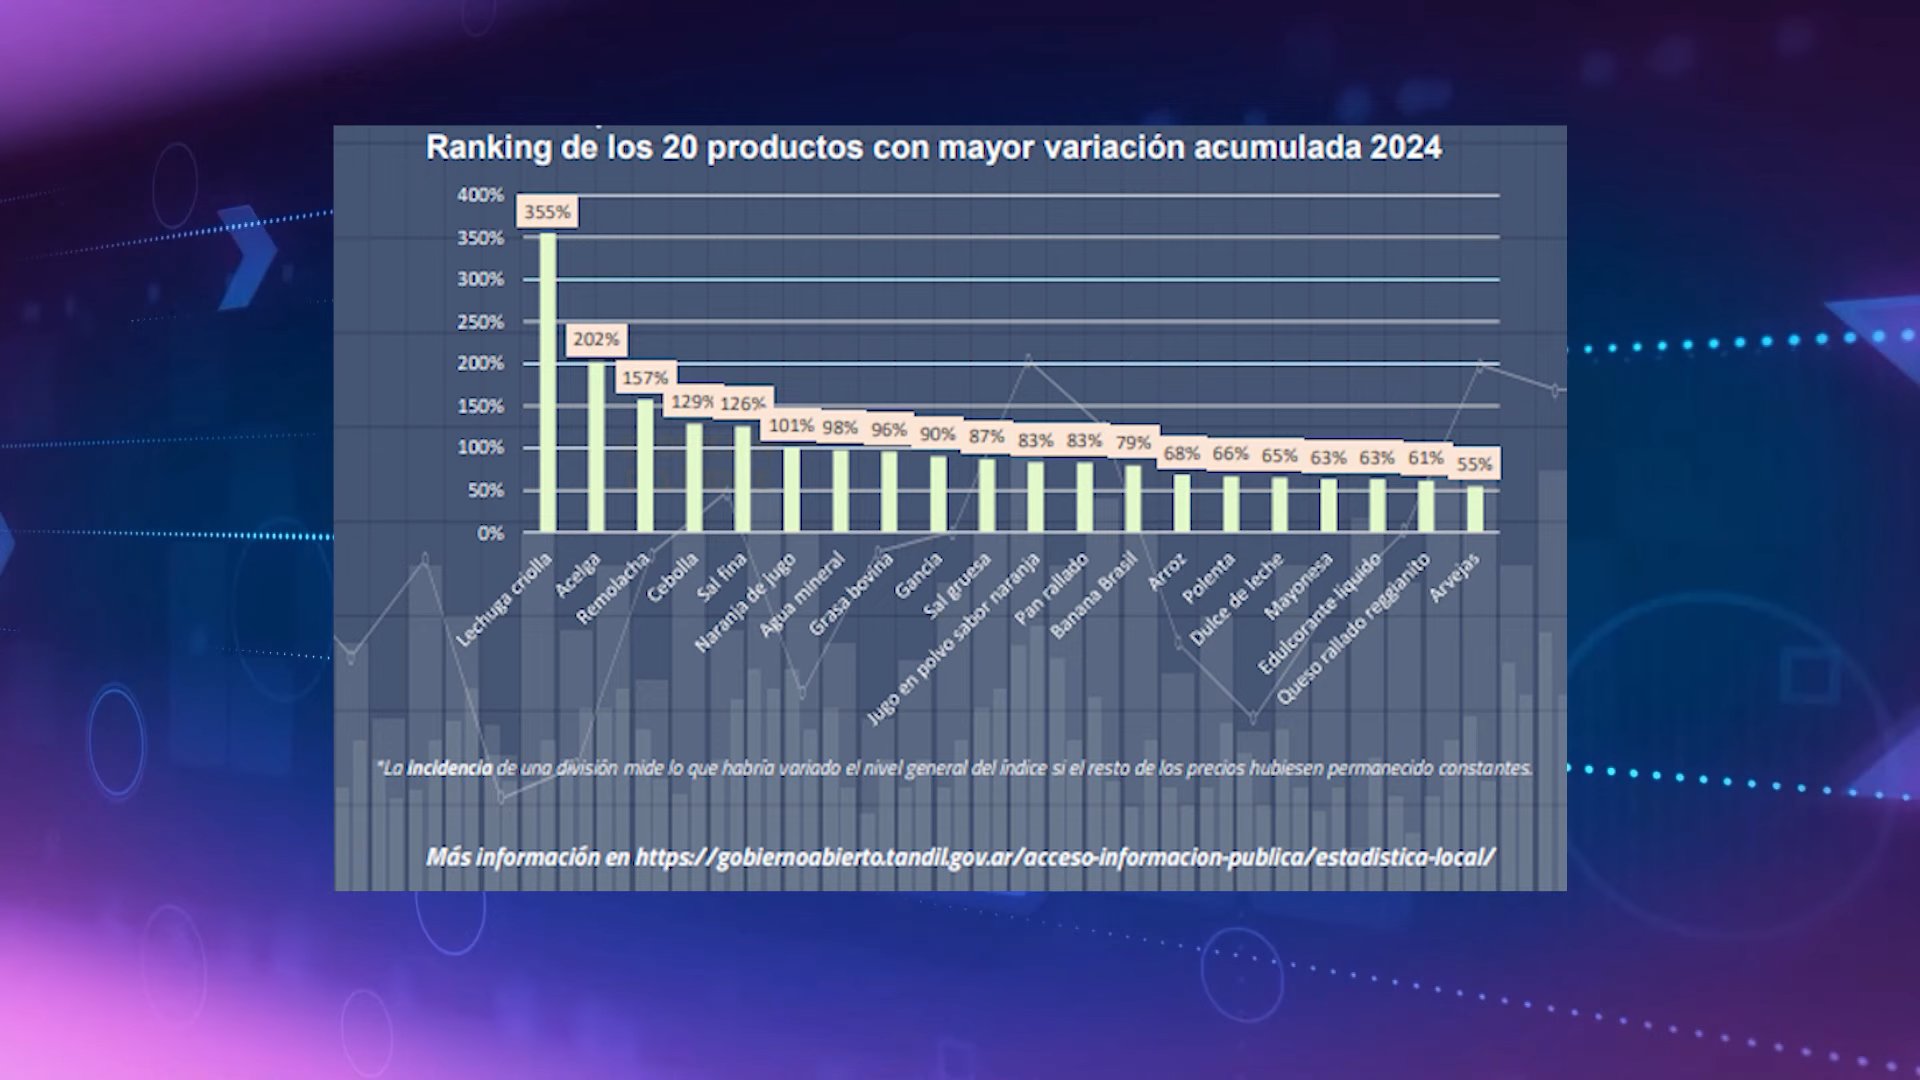 Ranking de los 20 productos con mayor variación acumulada 2024
400%
350%
300%
250%
200%
150%
100%
50%
0%
355%
202%
157%
129%
126%
101%
98%
96%
90%
87%
83%
83%
79%
68%
66%
65%
63%
63%
61%
55%
Lechuga criolla
Acelga
Remolacha
Cebolla
Sal fina
Naranja de jugo
Agua mineral
Grasa bovina
Gancia
Sal gruesa
Jugo en polvo sabor naranja
Pan rallado
Banana Brasil
Arroz
Polenta
Dulce de leche
Mayonesa
Edulcorante liquido
Queso rallado reggianito
Arvejas
*La incidencia de una división mide lo que habría variado el nivel general del índice si el resto de los precios hubiesen permanecido constantes.
Más información en https://gobiernoabierto.tandil.gov.ar/acceso-informacion-publica/estadistica-local/